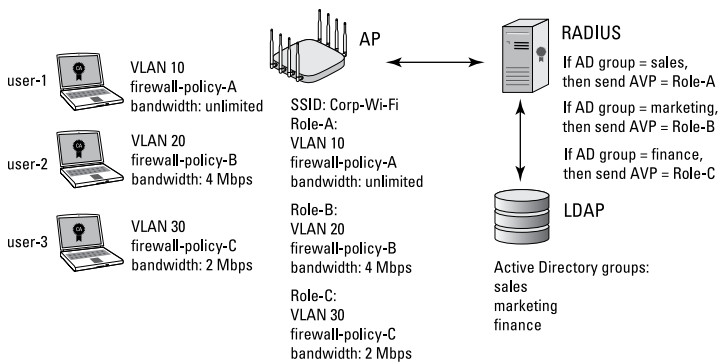 user-1
VLAN 10
firewall-policy-A
bandwidth: unlimited
user-2
VLAN 20
firewall-policy-B
bandwidth: 4 Mbps
user-3
VLAN 30
firewall-policy-C
bandwidth: 2 Mbps
AP
SSID: Corp-Wi-Fi
Role-A:
VLAN 10
firewall-policy-A
bandwidth: unlimited
Role-B:
VLAN 20
firewall-policy-B
bandwidth: 4 Mbps
Role-C:
VLAN 30
firewall-policy-C
bandwidth: 2 Mbps
RADIUS
If AD group = sales,
then send AVP = Role-A
If AD group = marketing,
then send AVP = Role-B
If AD group = finance,
then send AVP = Role-C
LDAP
Active Directory groups:
sales
marketing
finance
CA
CA
CA